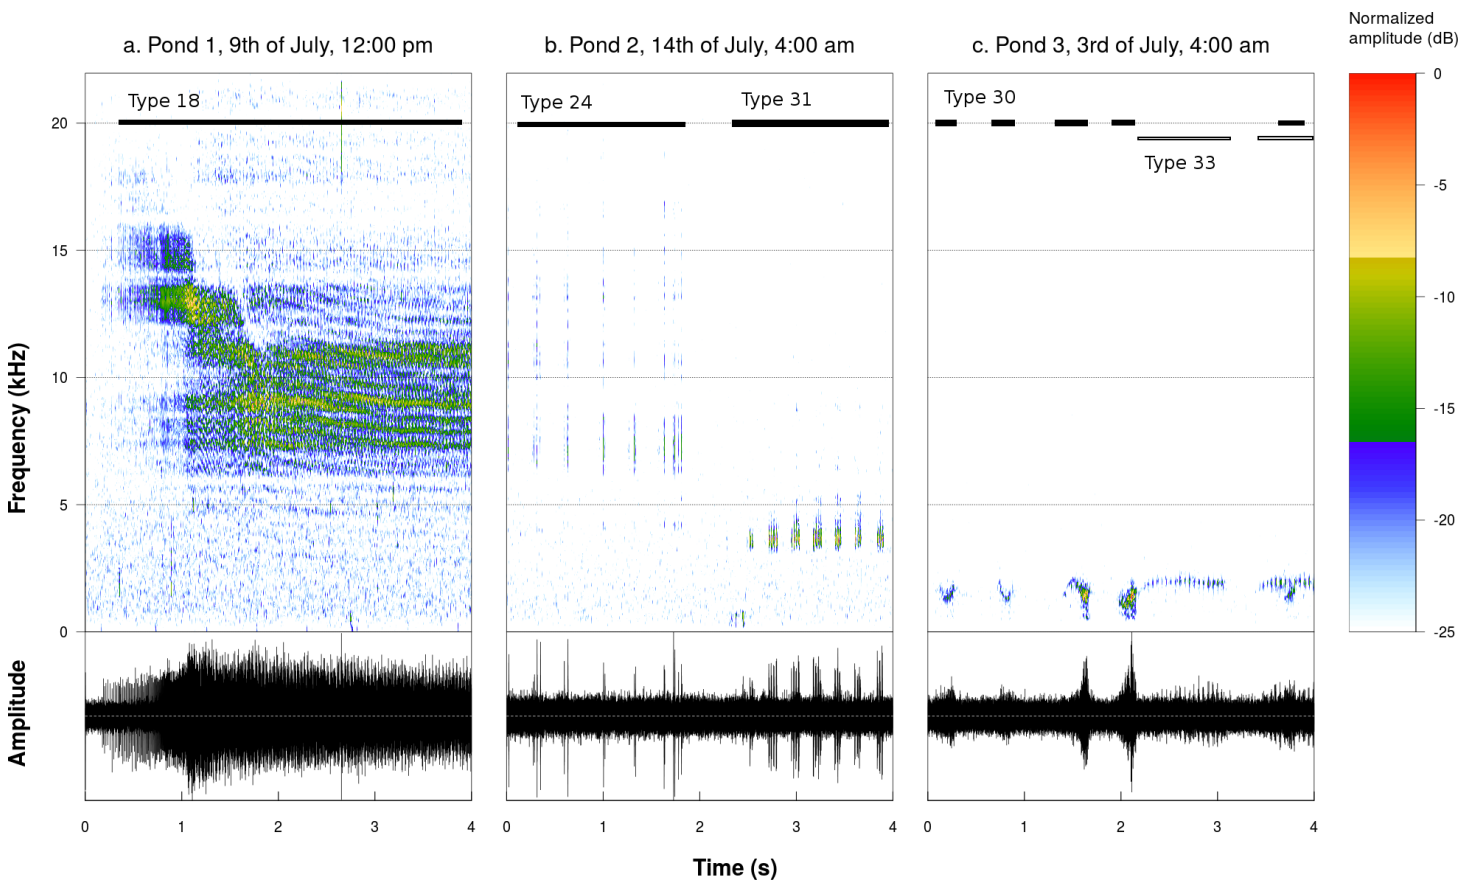 Normalized
amplitude (dB)
a. Pond 1, 9th of July, 12:00 pm
b. Pond 2, 14th of July, 4:00 am
c. Pond 3, 3rd of July, 4:00 am
Type 18
Type 24
Type 31
Type 30
Type 33
Frequency (kHz)
20
15
10
5
0
0
-5
-10
-15
-20
-25
Amplitude
0 1 2 3 4
0 1 2 3 4
0 1 2 3 4
Time (s)